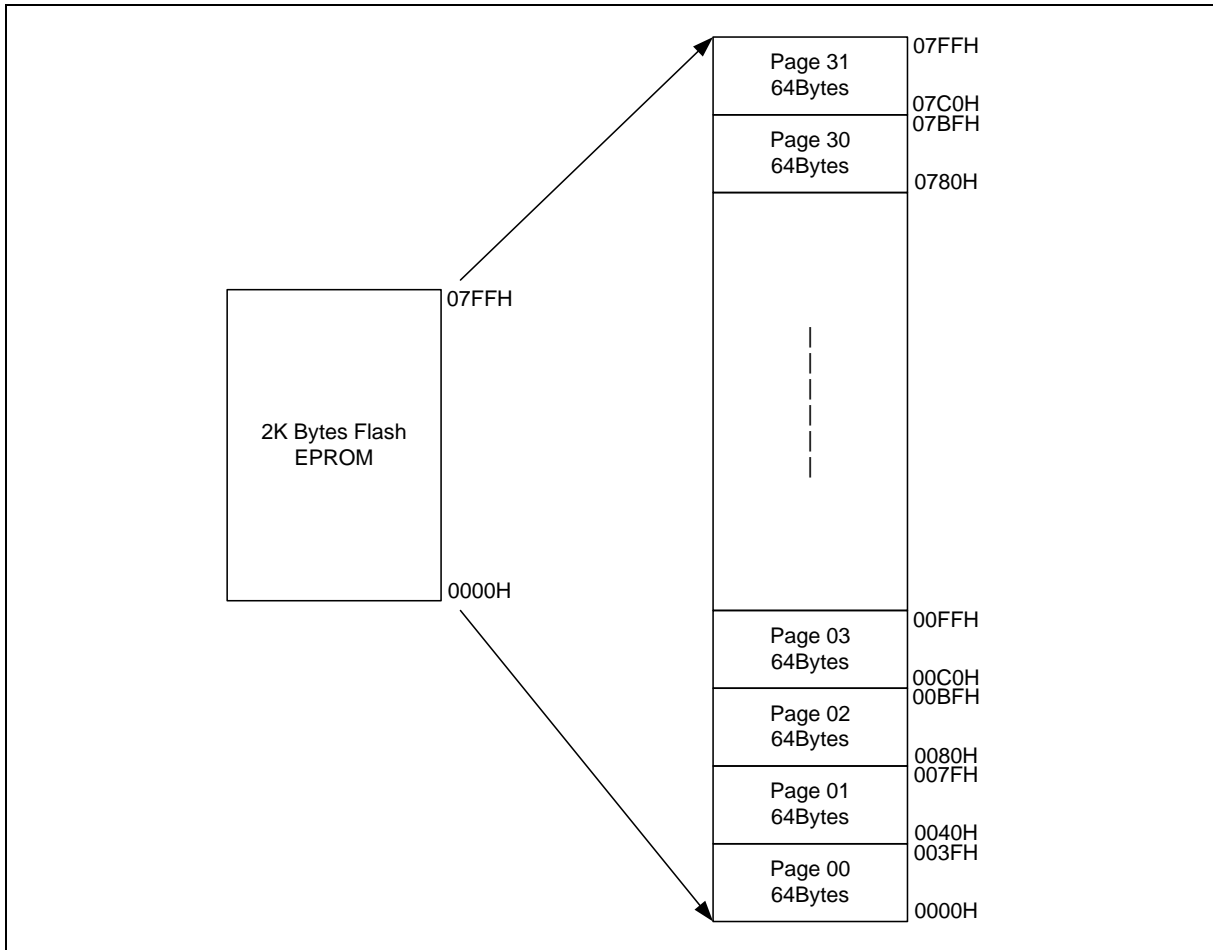 07FFH
2K Bytes Flash
EPROM
0000H
07FFH
Page 31
64Bytes
07C0H
07BFH
Page 30
64Bytes
0780H
00FFH
Page 03
64Bytes
00C0H
00BFH
Page 02
64Bytes
0080H
007FH
Page 01
64Bytes
0040H
003FH
Page 00
64Bytes
0000H